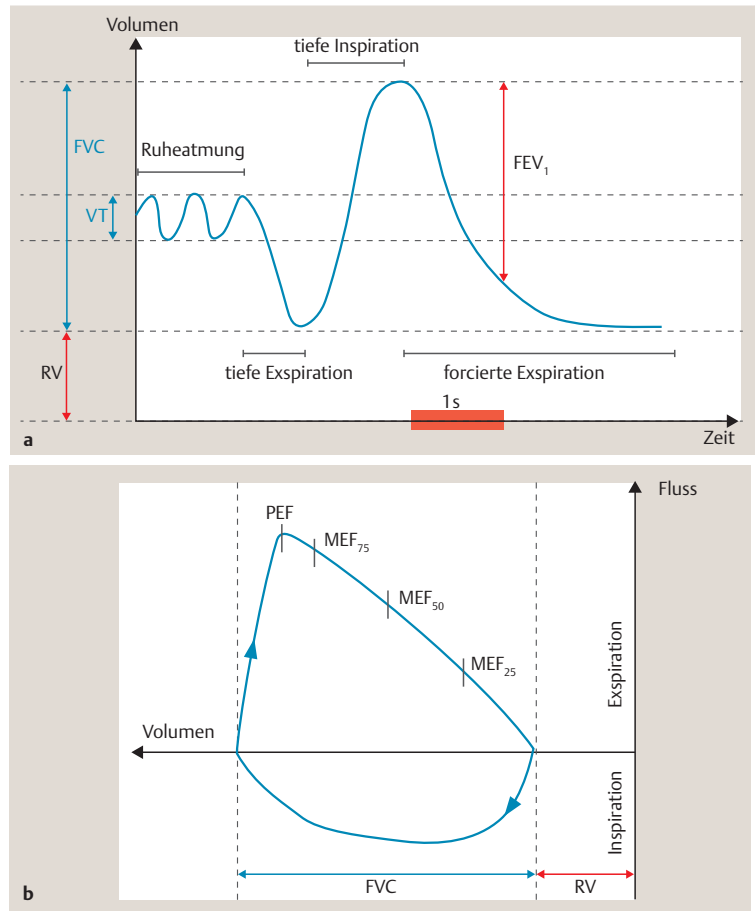 Volumen
tiefe Inspiration
FVC
Ruheatmung
FEV1
VT
RV
tiefe Exspiration
forcierte Exspiration
1s
a
Zeit
Fluss
PEF
MEF75
MEF50
MEF25
Exspiration
Volumen
Inspiration
b
FVC
RV